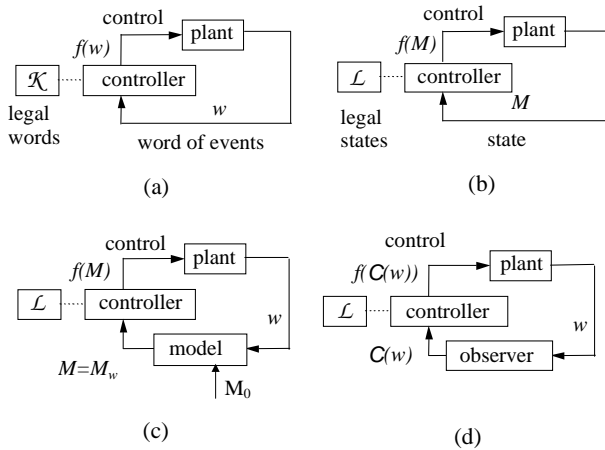 control
f(w)
plant
𝒦
controller
legal
words
w
word of events
(a)
control
f(M)
plant
ℒ
controller
legal
states
M
state
(b)
control
f(M)
plant
ℒ
controller
w
model
M=M_w
M₀
(c)
control
f(C(w))
plant
ℒ
controller
w
C(w)
observer
(d)